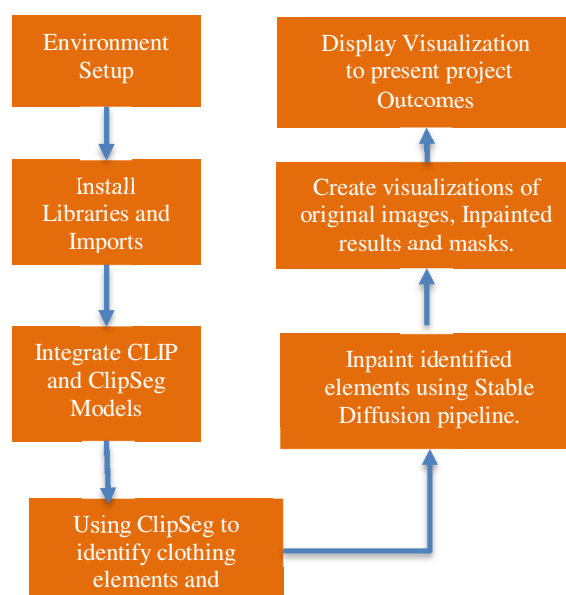 Environment
Setup
Install
Libraries and
Imports
Integrate CLIP
and ClipSeg
Models
Using ClipSeg to
identify clothing
elements and
Inpaint identified
elements using Stable
Diffusion pipeline.
Create visualizations of
original images, Inpainted
results and masks.
Display Visualization
to present project
Outcomes